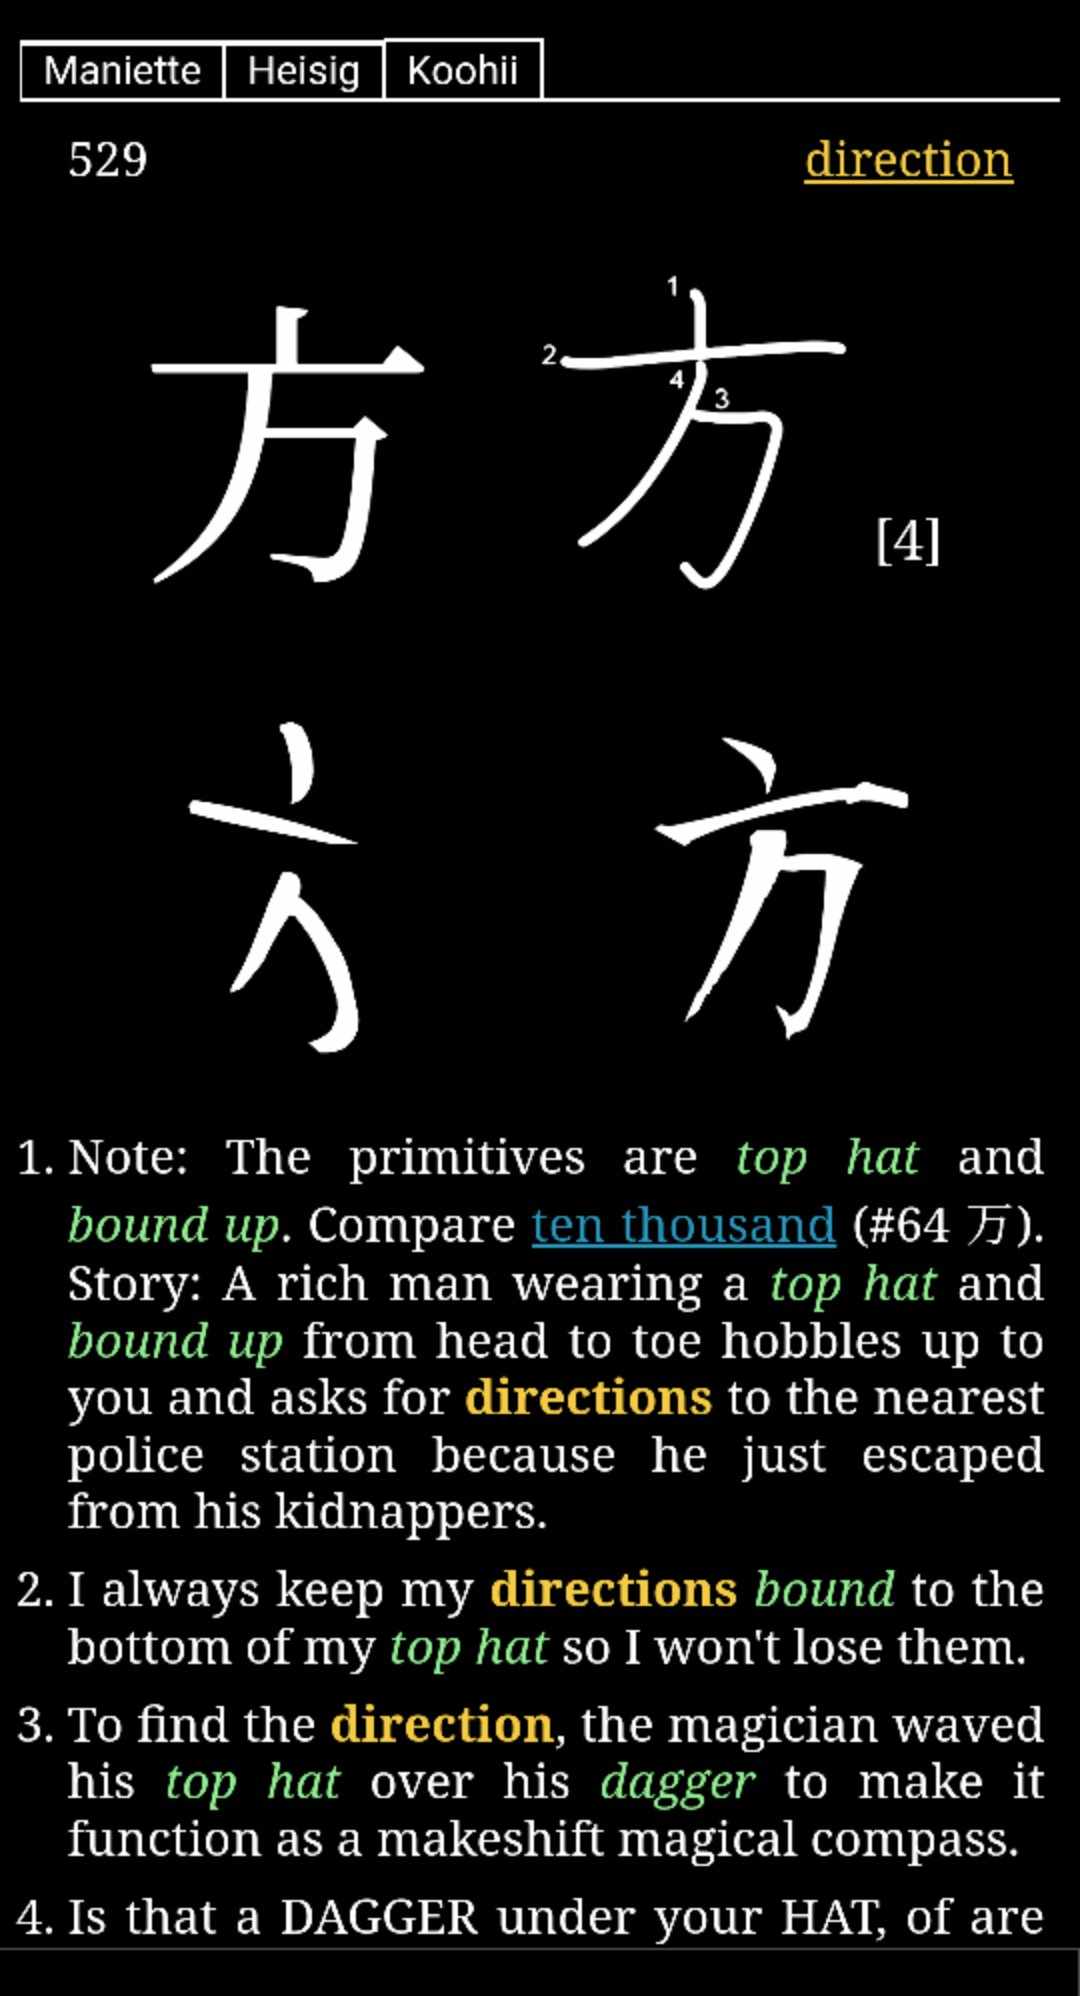 Maniette Heisig Koohii
529 direction
方 方 [4]
1 2 3 4
方 方
1. Note: The primitives are top hat and
bound up. Compare ten thousand (#64 万).
Story: A rich man wearing a top hat and
bound up from head to toe hobbles up to
you and asks for directions to the nearest
police station because he just escaped
from his kidnappers.
2. I always keep my directions bound to the
bottom of my top hat so I won't lose them.
3. To find the direction, the magician waved
his top hat over his dagger to make it
function as a makeshift magical compass.
4. Is that a DAGGER under your HAT, of are